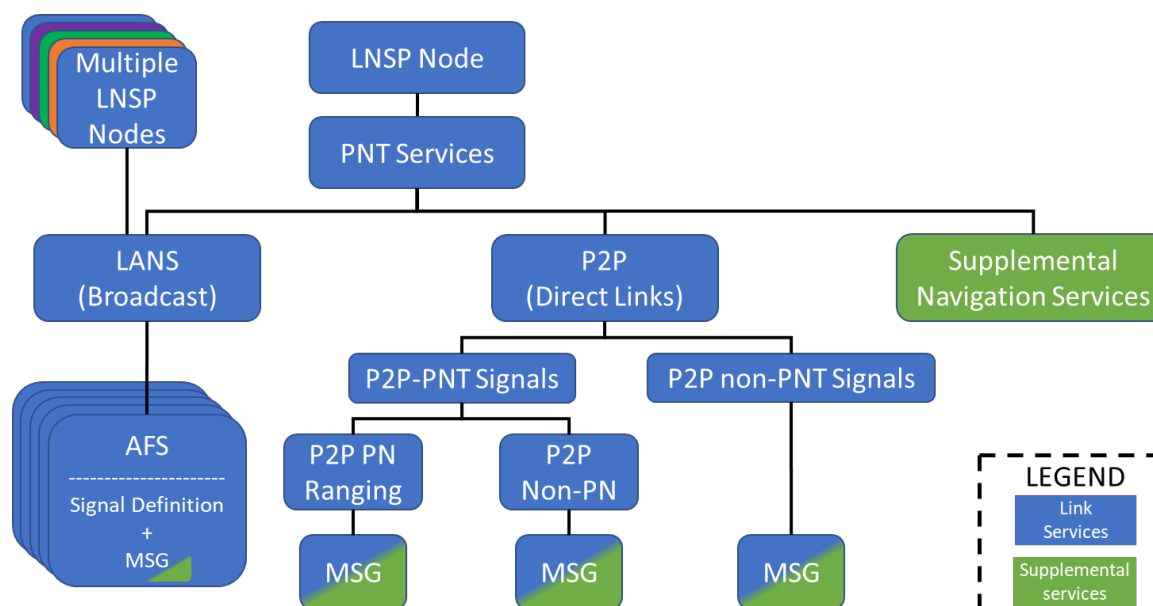 Multiple
LNSP
Nodes
LNSP Node
PNT Services
LANS
(Broadcast)
P2P
(Direct Links)
Supplemental
Navigation Services
P2P-PNT Signals
P2P non-PNT Signals
AFS
----------------------
Signal Definition
+
MSG
P2P PN
Ranging
P2P
Non-PN
MSG
MSG
MSG
LEGEND
Link
Services
Supplemental
services